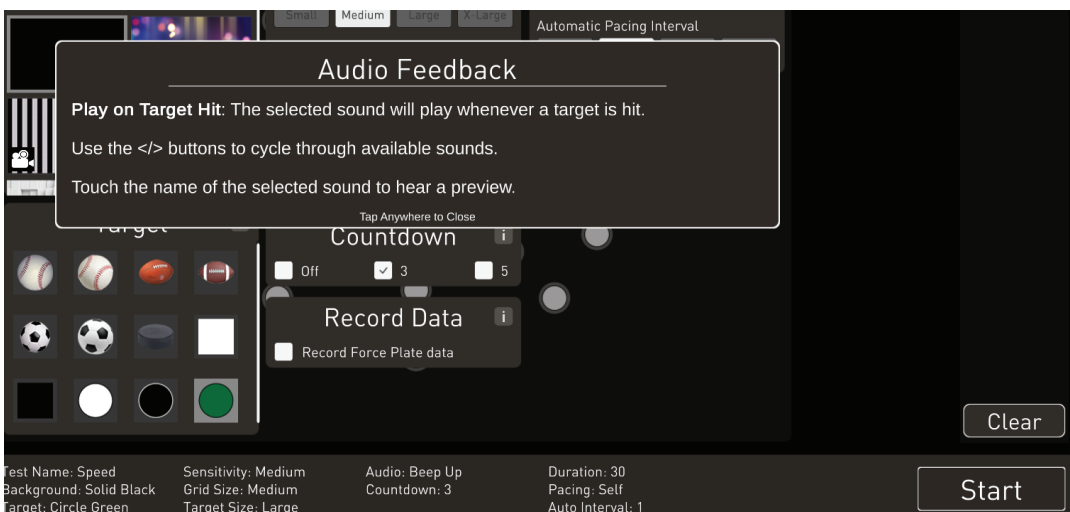 Small Medium Large X-Large
Automatic Pacing Interval
Audio Feedback
Play on Target Hit: The selected sound will play whenever a target is hit.
Use the </> buttons to cycle through available sounds.
Touch the name of the selected sound to hear a preview.
Tap Anywhere to Close
Target
Countdown i
Off 3 5
Record Data i
Record Force Plate data
Clear
Test Name: Speed
Background: Solid Black
Target: Circle Green
Sensitivity: Medium
Grid Size: Medium
Target Size: Large
Audio: Beep Up
Countdown: 3
Duration: 30
Pacing: Self
Auto Interval: 1
Start